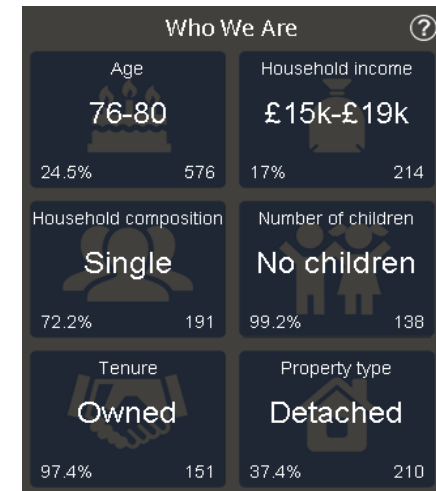 Who We Are ?
Age
76-80
24.5% 576
Household income
£15k-£19k
17% 214
Household composition
Single
72.2% 191
Number of children
No children
99.2% 138
Tenure
Owned
97.4% 151
Property type
Detached
37.4% 210